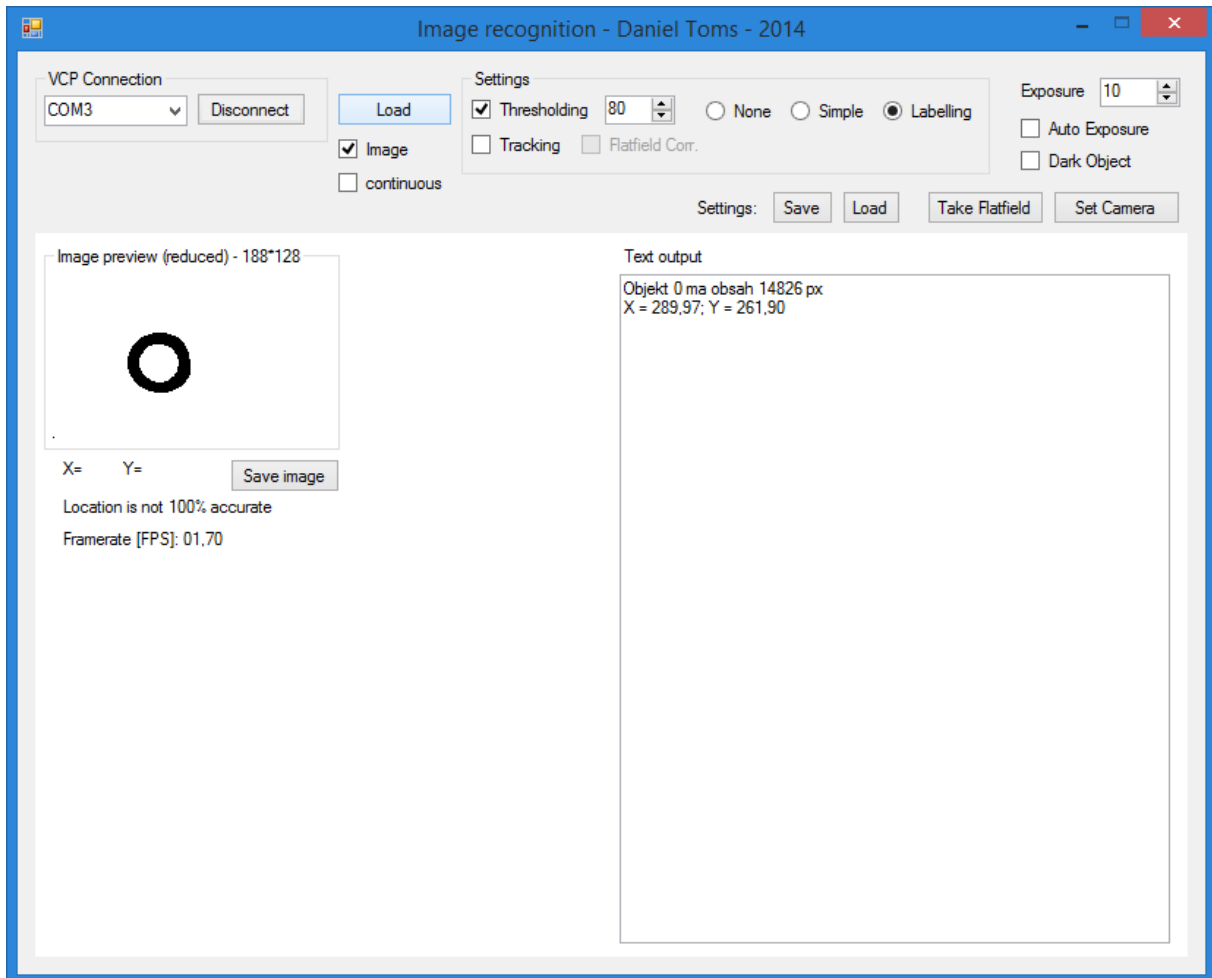 Image recognition - Daniel Toms - 2014
VCP Connection
COM3
Disconnect
Load
Image
continuous
Settings
Thresholding 80 None Simple Labelling
Tracking Flatfield Corr.
Exposure 10
Auto Exposure
Dark Object
Settings: Save Load Take Flatfield Set Camera
Image preview (reduced) - 188*128
X= Y=
Save image
Location is not 100% accurate
Framerate [FPS]: 01,70
Text output
Objekt 0 ma obsah 14826 px
X = 289,97; Y = 261,90